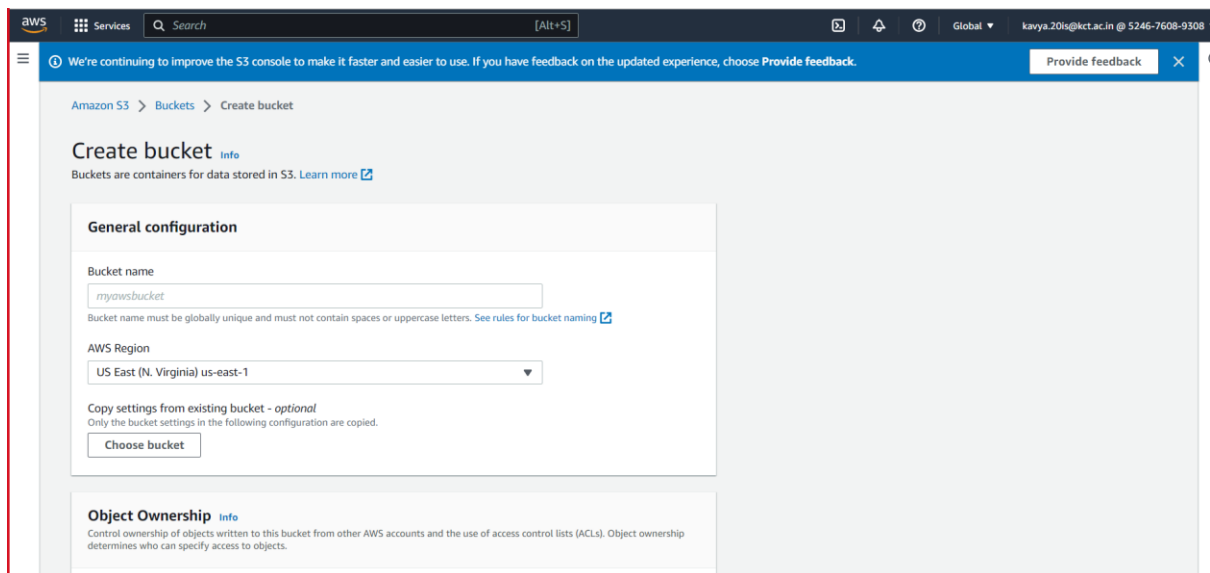 aws
Services
Search
[Alt+S]
Global
kavya.20is@kct.ac.in @ 5246-7608-9308
We're continuing to improve the S3 console to make it faster and easier to use. If you have feedback on the updated experience, choose Provide feedback.
Provide feedback
Amazon S3 > Buckets > Create bucket
Create bucket Info
Buckets are containers for data stored in S3. Learn more
General configuration
Bucket name
myawsbucket
Bucket name must be globally unique and must not contain spaces or uppercase letters. See rules for bucket naming
AWS Region
US East (N. Virginia) us-east-1
Copy settings from existing bucket - optional
Only the bucket settings in the following configuration are copied.
Choose bucket
Object Ownership Info
Control ownership of objects written to this bucket from other AWS accounts and the use of access control lists (ACLs). Object ownership
determines who can specify access to objects.